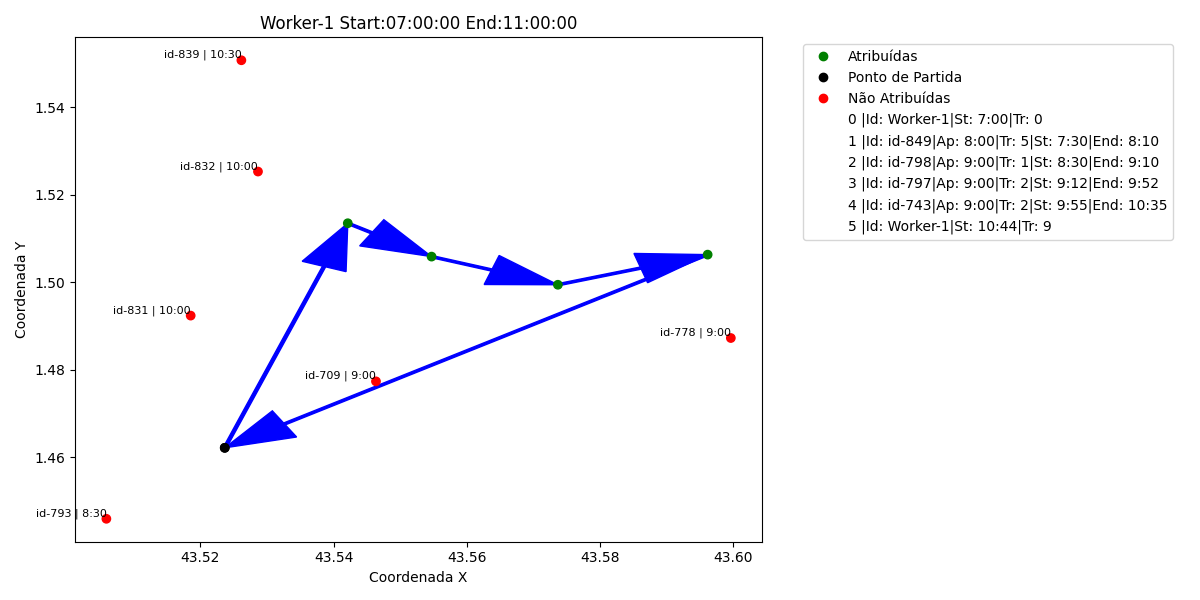 Worker-1 Start:07:00:00 End:11:00:00
Coordenada Y
1.54
1.52
1.50
1.48
1.46
id-839 | 10:30
id-832 | 10:00
id-831 | 10:00
id-778 | 9:00
id-709 | 9:00
id-793 | 8:30
43.52
43.54
43.56
43.58
43.60
Coordenada X
Atribuídas
Ponto de Partida
Não Atribuídas
0 |Id: Worker-1|St: 7:00|Tr: 0
1 |Id: id-849|Ap: 8:00|Tr: 5|St: 7:30|End: 8:10
2 |Id: id-798|Ap: 9:00|Tr: 1|St: 8:30|End: 9:10
3 |Id: id-797|Ap: 9:00|Tr: 2|St: 9:12|End: 9:52
4 |Id: id-743|Ap: 9:00|Tr: 2|St: 9:55|End: 10:35
5 |Id: Worker-1|St: 10:44|Tr: 9